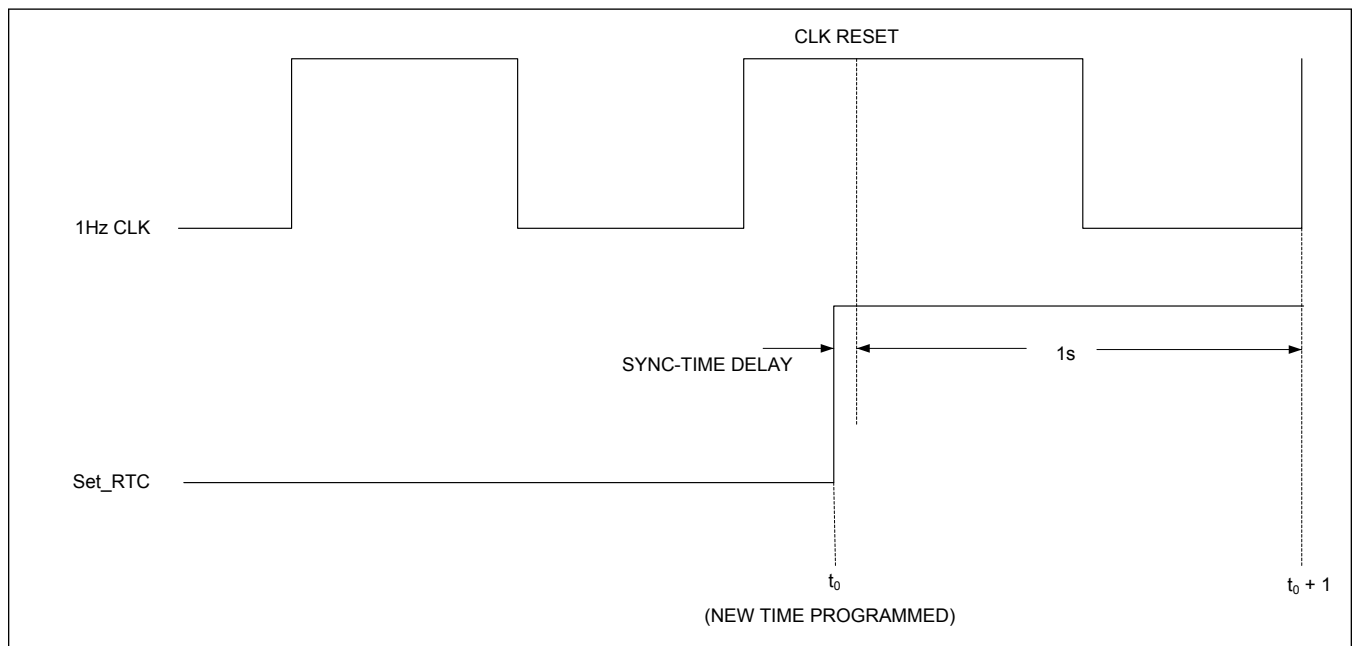 CLK RESET
1Hz CLK
SYNC-TIME DELAY
1s
Set_RTC
t₀
t₀ + 1
(NEW TIME PROGRAMMED)